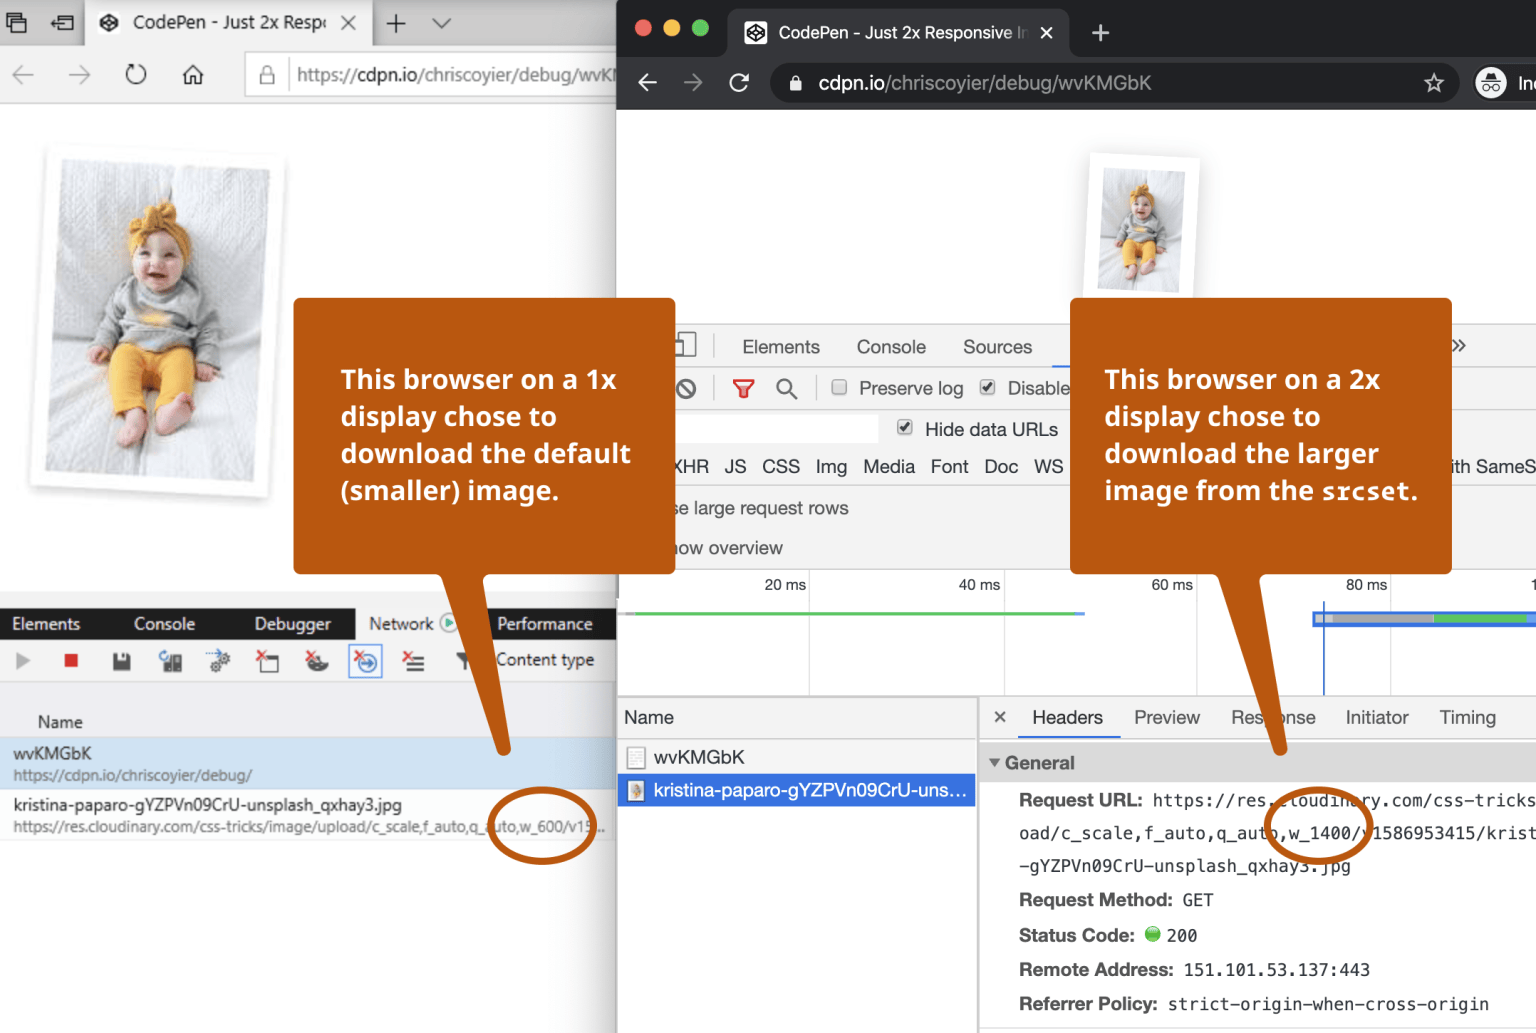 CodePen - Just 2x Respo
https://cdpn.io/chriscoyier/debug/wvKM
This browser on a 1x
display chose to
download the default
(smaller) image.
Elements Console Debugger Network Performance
Content type
Name
wvKMGbK
https://cdpn.io/chriscoyier/debug/
kristina-paparo-gYZPVn09CrU-unsplash_qxhay3.jpg
https://res.cloudinary.com/css-tricks/image/upload/c_scale,f_auto,q_auto,w_600/v15...
CodePen - Just 2x Responsive In
cdpn.io/chriscoyier/debug/wvKMGbK
Inc
Elements Console Sources »
Preserve log Disable
Hide data URLs
XHR JS CSS Img Media Font Doc WS ith SameS
se large request rows
ow overview
This browser on a 2x
display chose to
download the larger
image from the srcset.
20 ms 40 ms 60 ms 80 ms 1
Name
wvKMGbK
kristina-paparo-gYZPVn09CrU-uns...
× Headers Preview Response Initiator Timing
General
Request URL: https://res.cloudinary.com/css-tricks
oad/c_scale,f_auto,q_auto,w_1400/v1586953415/krist
-gYZPVn09CrU-unsplash_qxhay3.jpg
Request Method: GET
Status Code: 200
Remote Address: 151.101.53.137:443
Referrer Policy: strict-origin-when-cross-origin